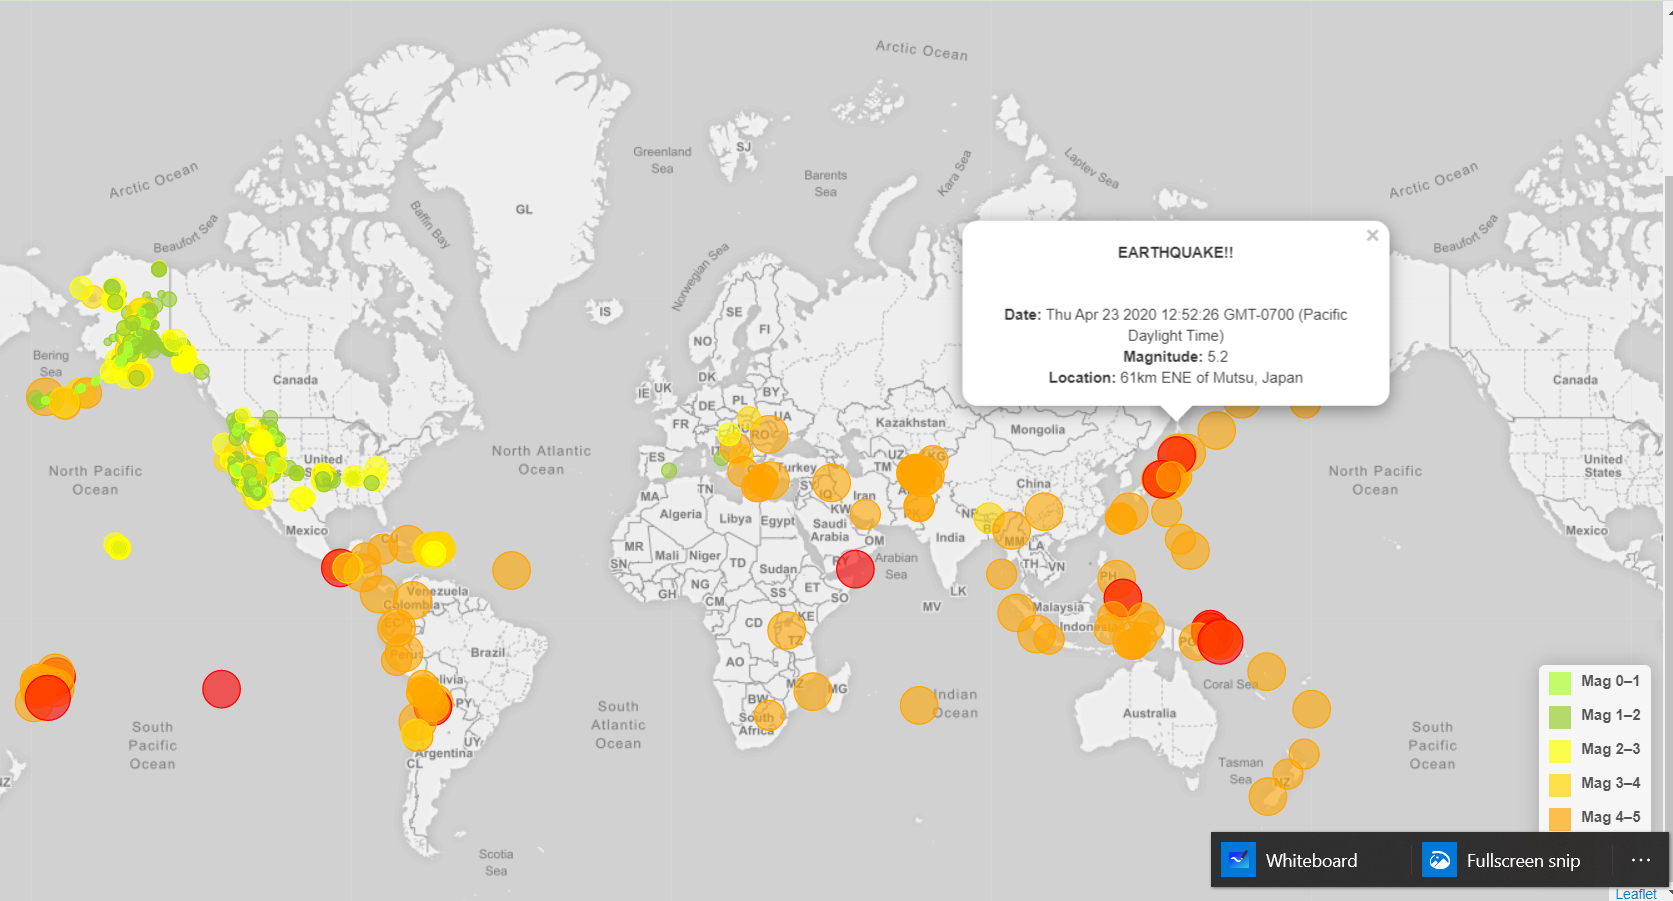 Arctic Ocean
Greenland
Sea
SJ
Barents
Sea
Kara Sea
Laptev Sea
Arctic Ocean
Arctic Ocean
Beaufort Sea
Baffin Bay
GL
Norwegian Sea
Beaufort Sea
×
EARTHQUAKE!!
Date: Thu Apr 23 2020 12:52:26 GMT-0700 (Pacific
Daylight Time)
Magnitude: 5.2
Location: 61km ENE of Mutsu, Japan
IS
SE
FI
NO
Bering
Sea
Canada
DK
IE
UK
BY
PL
DE
UA
FR
RO
Kazakhstan
Mongolia
Canada
North Atlantic
Ocean
North Pacific
Ocean
United
ES
IT
Turkey
UZ
KG
TM
China
North Pacific
Ocean
United
States
MA
TN
SY
IQ
Iran
Mexico
Algeria
Libya
Egypt
KW
Saudi
Arabia
PK
NP
BD
India
MM
LA
Mexico
CU
MR
Mali
Niger
TD
Sudan
OM
Arabian
Sea
TH
VN
SN
Venezuela
Colombia
GH
NG
CM
SS
ET
SO
LK
MV
PH
Malaysia
Indonesia
EC
Peru
Brazil
CD
KE
TZ
AO
MZ
MG
BW
South
Africa
Indian
Ocean
Coral Sea
Australia
PY
UY
Argentina
CL
South
Pacific
Ocean
South
Atlantic
Ocean
Tasman
Sea
NZ
South
Pacific
Ocean
NZ
Scotia
Sea
Mag 0–1
Mag 1–2
Mag 2–3
Mag 3–4
Mag 4–5
Whiteboard
Fullscreen snip
Leaflet